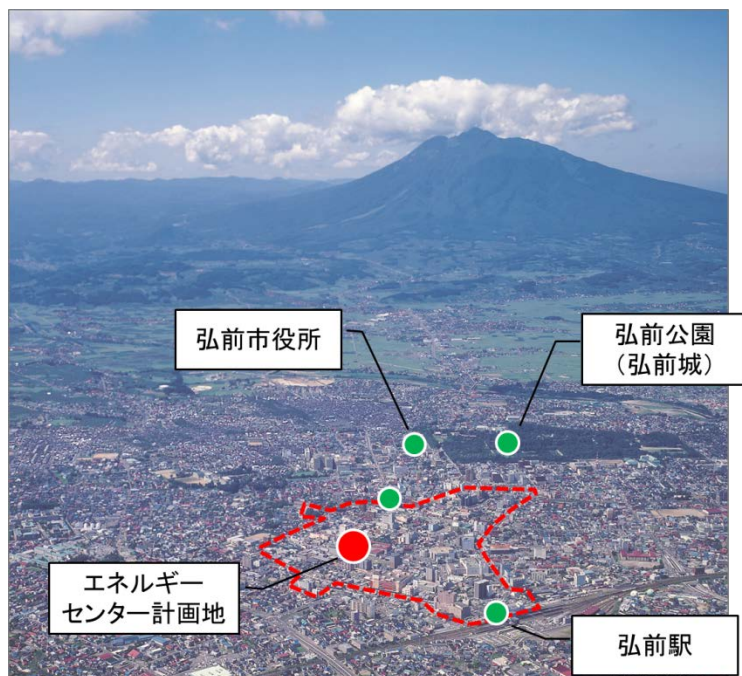 弘前市役所
弘前公園
（弘前城）
エネルギー
センター計画地
弘前駅